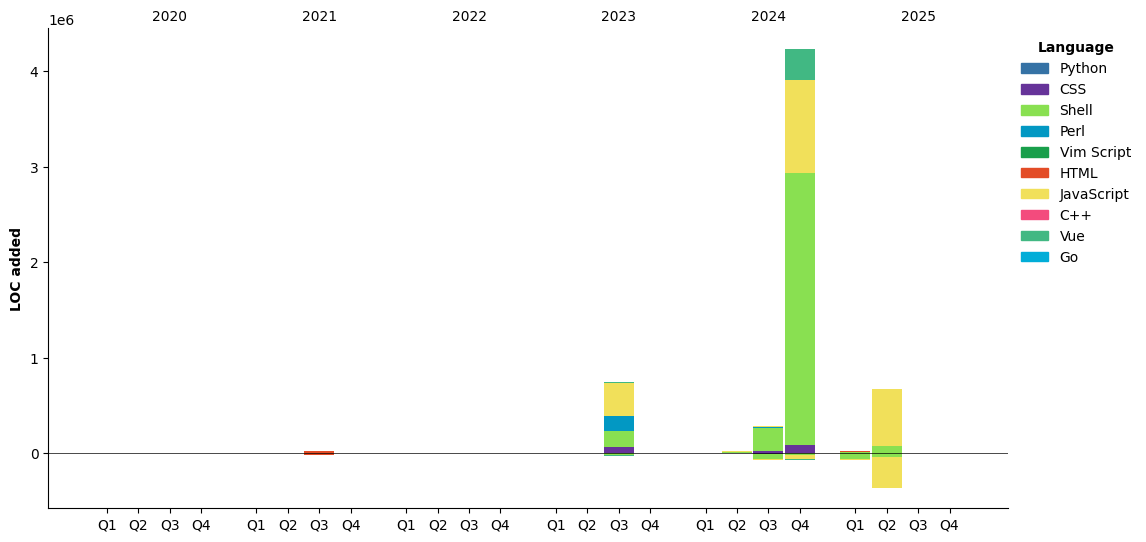 1e6 2020 2021 2022 2023 2024 2025
Language
Python
CSS
Shell
Perl
Vim Script
HTML
JavaScript
C++
Vue
Go
LOC added
4
3
2
1
0
Q1 Q2 Q3 Q4 Q1 Q2 Q3 Q4 Q1 Q2 Q3 Q4 Q1 Q2 Q3 Q4 Q1 Q2 Q3 Q4 Q1 Q2 Q3 Q4